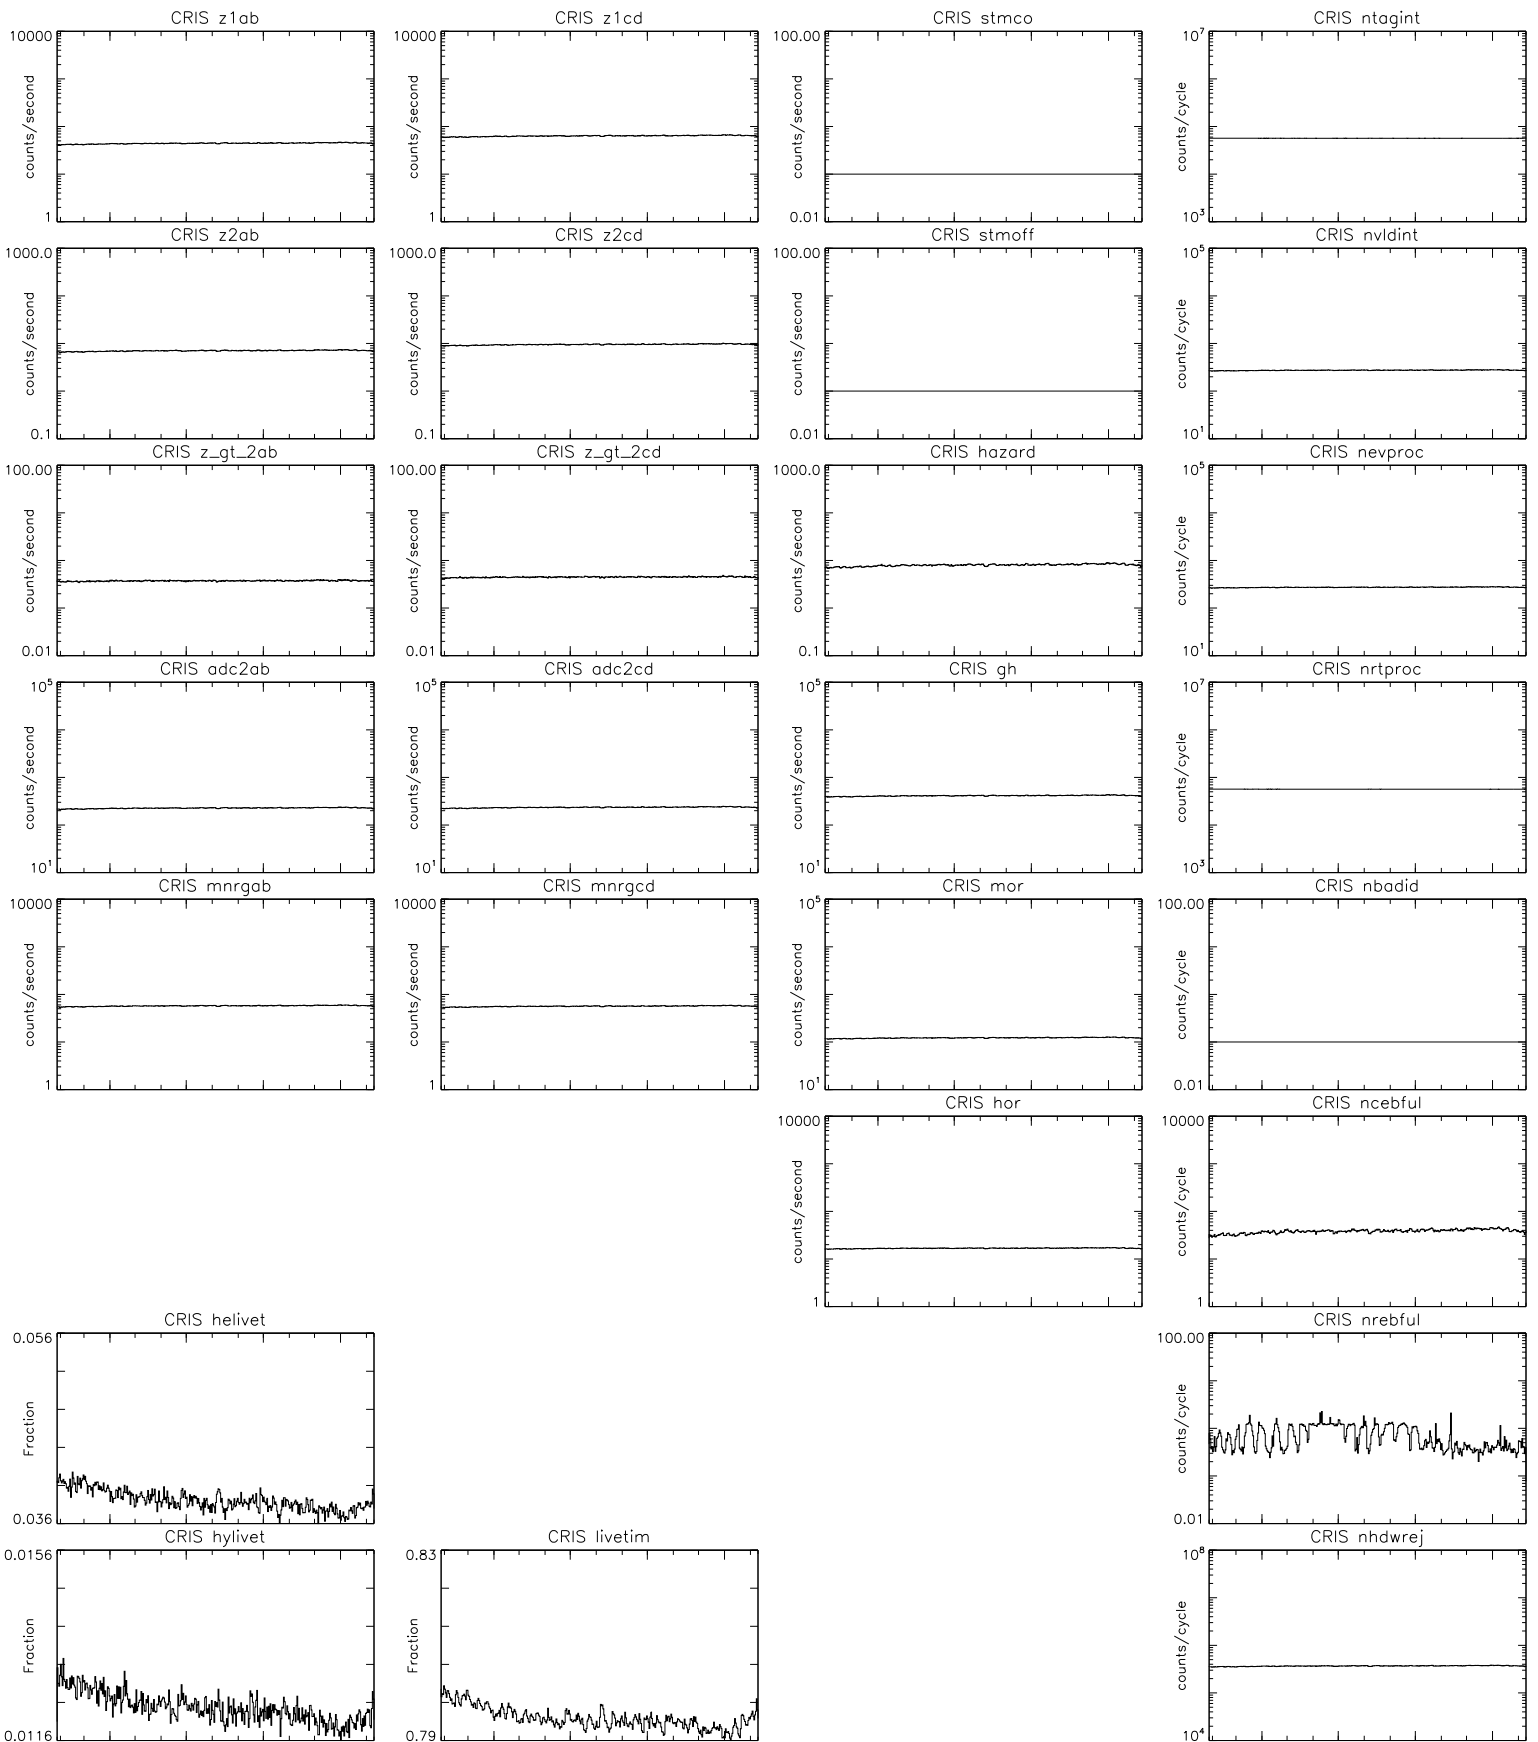 CRIS z1ab
CRIS z1cd
CRIS stmco
CRIS ntagint
10000
counts/second
1
10000
counts/second
1
100.00
counts/second
0.01
10⁷
counts/cycle
10³
CRIS z2ab
CRIS z2cd
CRIS stmoff
CRIS nvldint
1000.0
counts/second
0.1
1000.0
counts/second
0.1
100.00
counts/second
0.01
10⁵
counts/cycle
10¹
CRIS z_gt_2ab
CRIS z_gt_2cd
CRIS hazard
CRIS nevproc
100.00
counts/second
0.01
100.00
counts/second
0.01
1000.0
counts/second
0.1
10⁵
counts/cycle
10¹
CRIS adc2ab
CRIS adc2cd
CRIS gh
CRIS nrtproc
10⁵
counts/second
10¹
10⁵
counts/second
10¹
10⁵
counts/second
10¹
10⁷
counts/cycle
10³
CRIS mnrgab
CRIS mnrgcd
CRIS mor
CRIS nbadid
10000
counts/second
1
10000
counts/second
1
10⁵
counts/second
10¹
100.00
counts/cycle
0.01
CRIS hor
CRIS ncebful
10000
counts/second
1
10000
counts/cycle
1
CRIS helivet
CRIS nrebful
0.056
Fraction
0.036
100.00
counts/cycle
0.01
CRIS hylivet
CRIS livetim
CRIS nhdwrej
0.0156
Fraction
0.0116
0.83
Fraction
0.79
10⁸
counts/cycle
10⁴